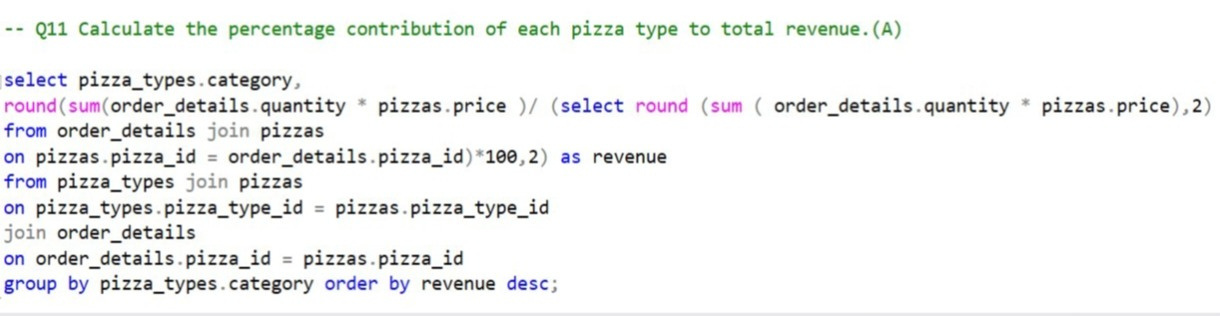 -- Q11 Calculate the percentage contribution of each pizza type to total revenue.(A)
select pizza_types.category,
round(sum(order_details.quantity * pizzas.price )/ (select round (sum ( order_details.quantity * pizzas.price),2)
from order_details join pizzas
on pizzas.pizza_id = order_details.pizza_id)*100,2) as revenue
from pizza_types join pizzas
on pizza_types.pizza_type_id = pizzas.pizza_type_id
join order_details
on order_details.pizza_id = pizzas.pizza_id
group by pizza_types.category order by revenue desc;